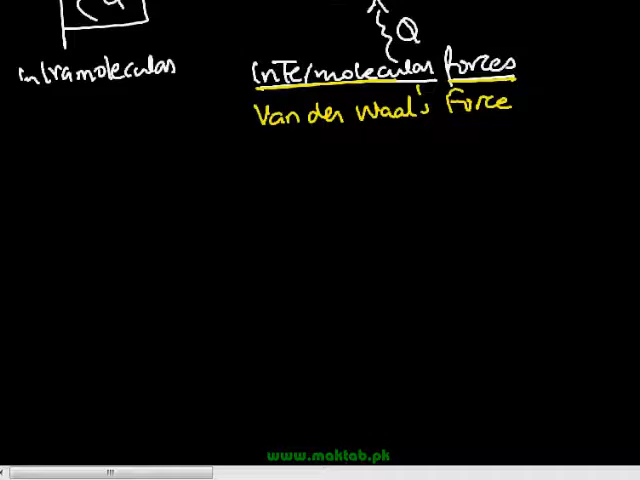 Q
intramolecular
intermolecular forces
Van der Waal's Force
www.maktab.pk